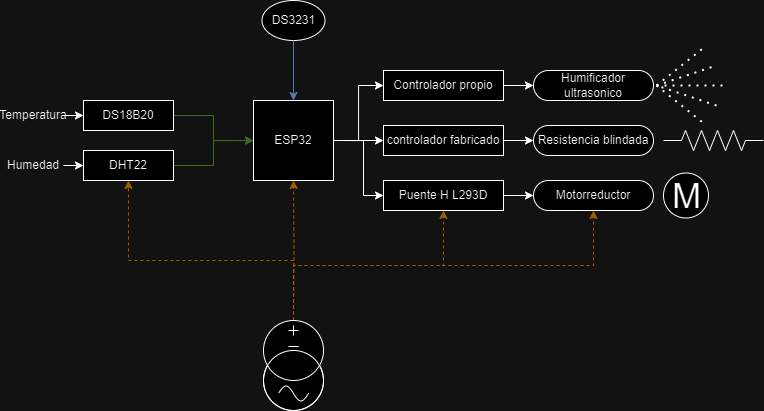 DS3231
Temperatura
DS18B20
Humedad
DHT22
ESP32
Controlador propio
Humificador
ultrasonico
controlador fabricado
Resistencia blindada
Puente H L293D
Motorreductor
M
+
−